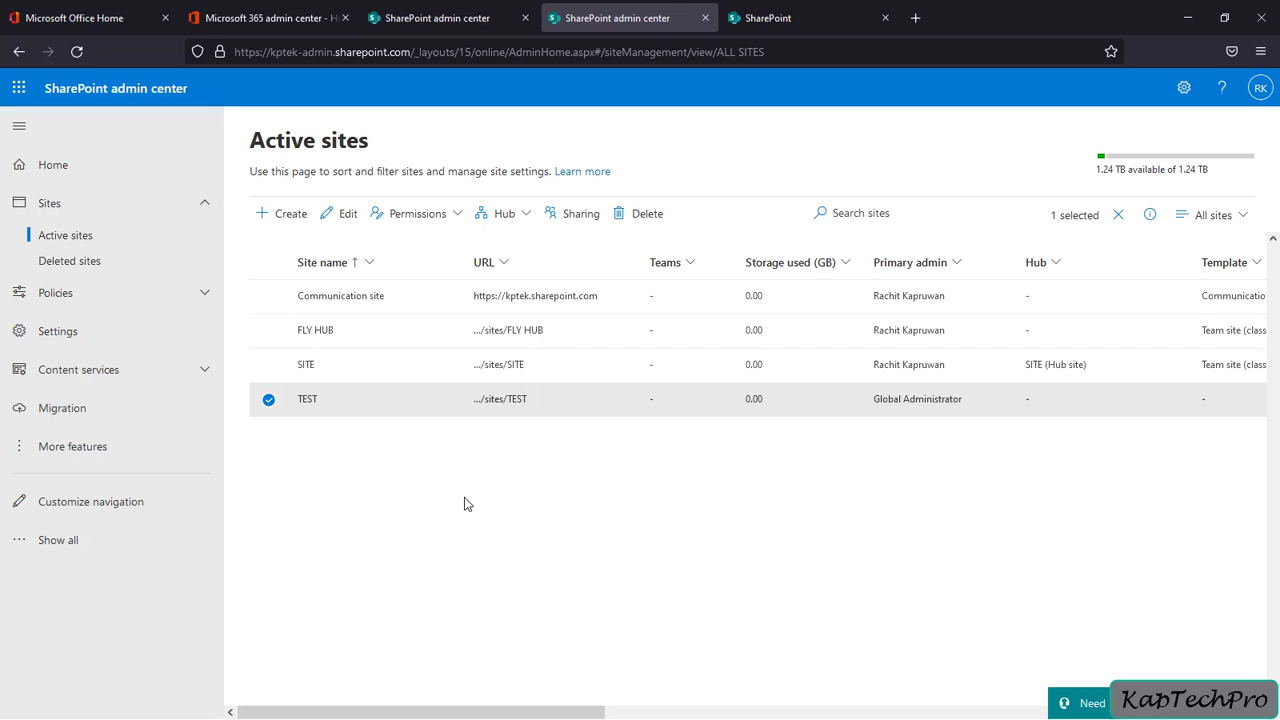 Microsoft Office Home
Microsoft 365 admin center - H
SharePoint admin center
SharePoint admin center
SharePoint
https://kptek-admin.sharepoint.com/_layouts/15/online/AdminHome.aspx#/siteManagement/view/ALL SITES
SharePoint admin center
RK
Home
Sites
Active sites
Deleted sites
Policies
Settings
Content services
Migration
More features
Customize navigation
Show all
Active sites
Use this page to sort and filter sites and manage site settings. Learn more
1.24 TB available of 1.24 TB
Create Edit Permissions Hub Sharing Delete Search sites 1 selected All sites
Site name ↑ URL Teams Storage used (GB) Primary admin Hub Template
Communication site https://kptek.sharepoint.com - 0.00 Rachit Kapruwan - Communicatio
FLY HUB .../sites/FLY HUB - 0.00 Rachit Kapruwan - Team site (class
SITE .../sites/SITE - 0.00 Rachit Kapruwan SITE (Hub site) Team site (class
TEST .../sites/TEST - 0.00 Global Administrator - -
Need
KapTechPro